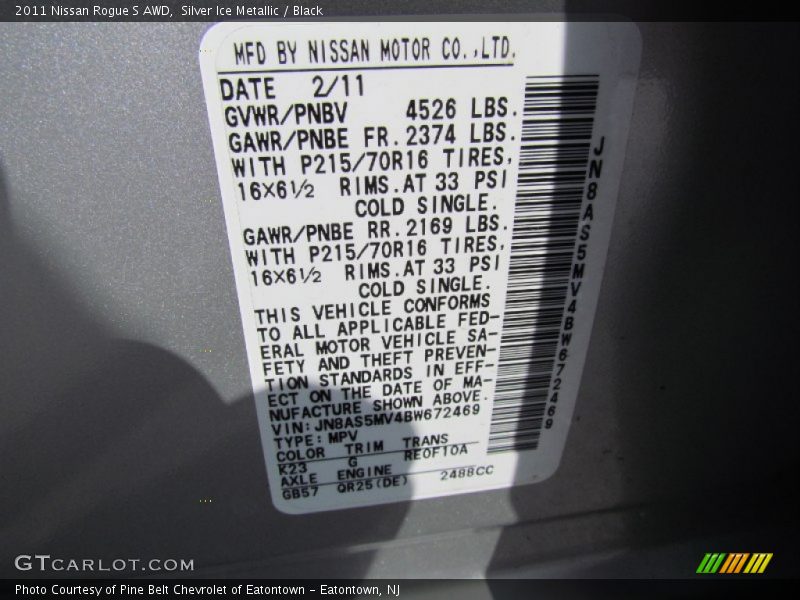 2011 Nissan Rogue S AWD,  Silver Ice Metallic / Black
MFD BY NISSAN MOTOR CO.,LTD.
DATE 2/11
GVWR/PNBV 4526 LBS.
GAWR/PNBE FR. 2374 LBS.
WITH P215/70R16 TIRES,
16X6½ RIMS.AT 33 PSI
COLD SINGLE.
GAWR/PNBE RR. 2169 LBS.
WITH P215/70R16 TIRES,
16X6½ RIMS.AT 33 PSI
COLD SINGLE.
THIS VEHICLE CONFORMS
TO ALL APPLICABLE FED-
ERAL MOTOR VEHICLE SA-
FETY AND THEFT PREVEN-
TION STANDARDS IN EFF-
ECT ON THE DATE OF MA-
NUFACTURE SHOWN ABOVE.
VIN:JN8AS5MV4BW672469
TYPE:MPV
COLOR TRIM TRANS
K23 G RE0F10A
AXLE ENGINE
GB57 QR25(DE) 2488CC
JN8AS5MV4BW672469
GTCARLOT.COM
Photo Courtesy of Pine Belt Chevrolet of Eatontown – Eatontown, NJ